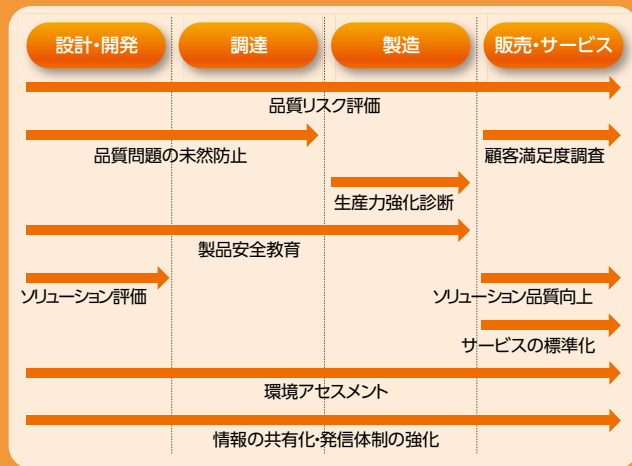 設計・開発
調達
製造
販売・サービス
品質リスク評価
品質問題の未然防止
顧客満足度調査
生産力強化診断
製品安全教育
ソリューション評価
ソリューション品質向上
サービスの標準化
環境アセスメント
情報の共有化・発信体制の強化